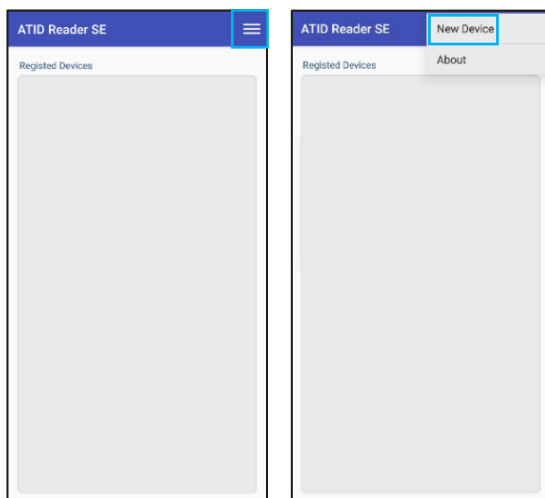 ATID Reader SE
Registed Devices
ATID Reader SE
New Device
About
Registed Devices